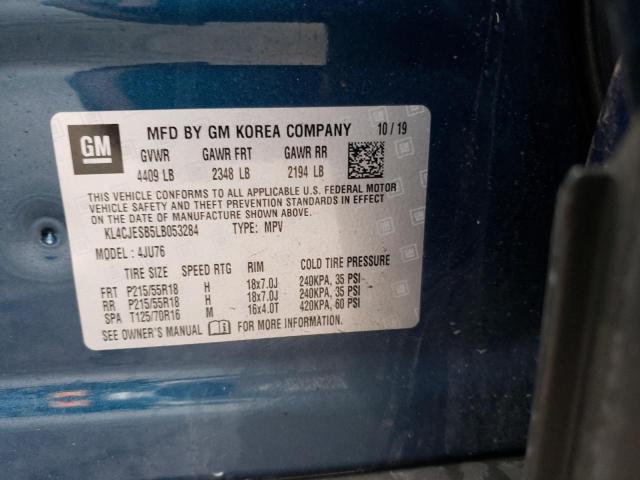 GM
MFD BY GM KOREA COMPANY 10 / 19
GVWR GAWR FRT GAWR RR
4409 LB 2348 LB 2194 LB
THIS VEHICLE CONFORMS TO ALL APPLICABLE U.S. FEDERAL MOTOR
VEHICLE SAFETY AND THEFT PREVENTION STANDARDS IN EFFECT ON
THE DATE OF MANUFACTURE SHOWN ABOVE.
KL4CJESB5LB053284 TYPE: MPV
MODEL : 4JU76
TIRE SIZE SPEED RTG RIM COLD TIRE PRESSURE
FRT P215/55R18 H 18x7.0J 240KPA, 35 PSI
RR P215/55R18 H 18x7.0J 240KPA, 35 PSI
SPA T125/70R16 M 16x4.0T 420KPA, 60 PSI
SEE OWNER'S MANUAL FOR MORE INFORMATION.